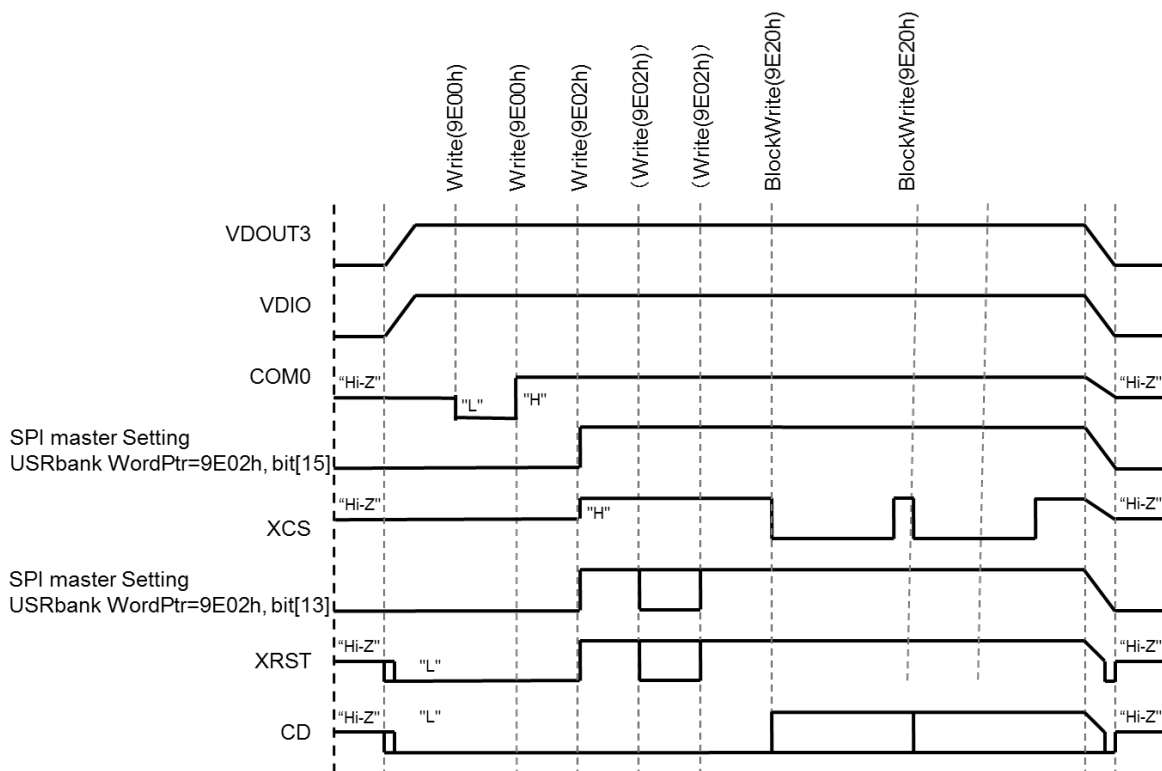 Write(9E00h)
Write(9E00h)
Write(9E02h)
（Write(9E02h)）
（Write(9E02h)
BlockWrite(9E20h)
BlockWrite(9E20h)
VDOUT3
VDIO
COM0
“Hi-Z"
"L"
"H"
“Hi-Z"
SPI master Setting
USRbank WordPtr=9E02h, bit[15]
XCS
“Hi-Z"
"H"
“Hi-Z"
SPI master Setting
USRbank WordPtr=9E02h, bit[13]
XRST
“Hi-Z"
"L"
“Hi-Z"
CD
“Hi-Z"
"L"
“Hi-Z"